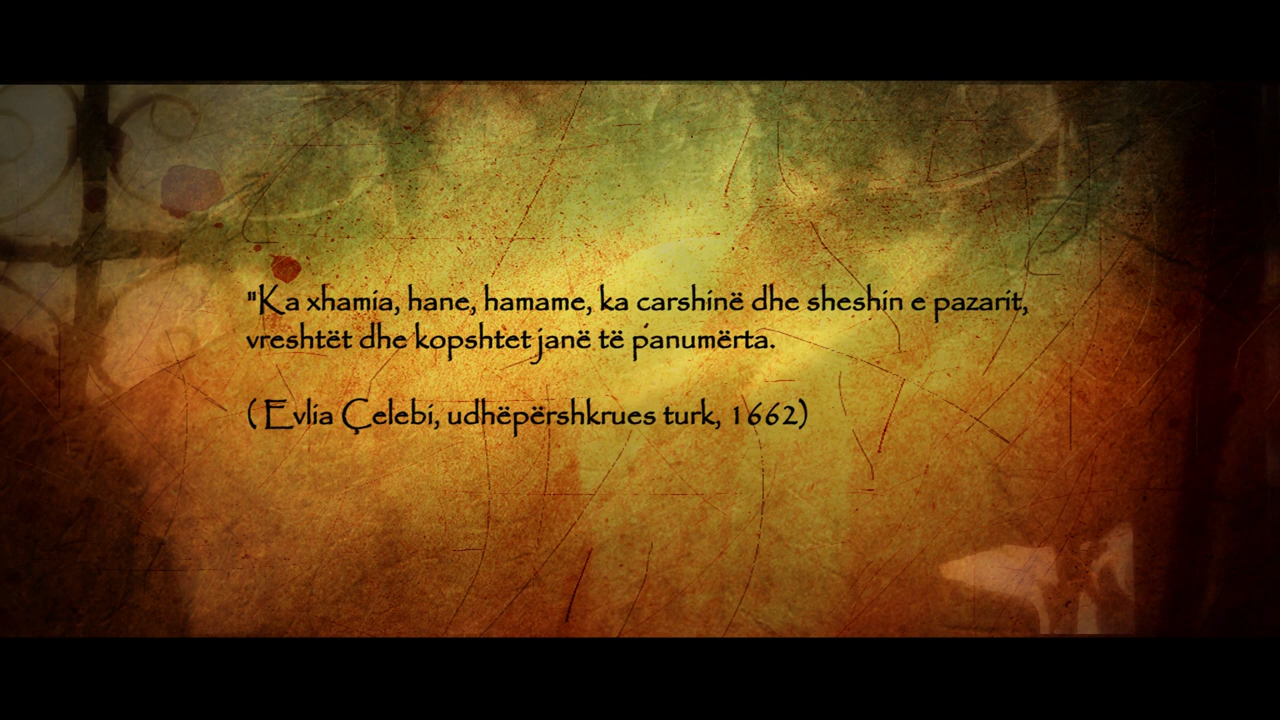 "Ka xhamia, hane, hamame, ka carshinë dhe sheshin e pazarit,
vreshtët dhe kopshtet janë të panumërta.
( Evlia Çelebi, udhëpërshkrues turk, 1662)